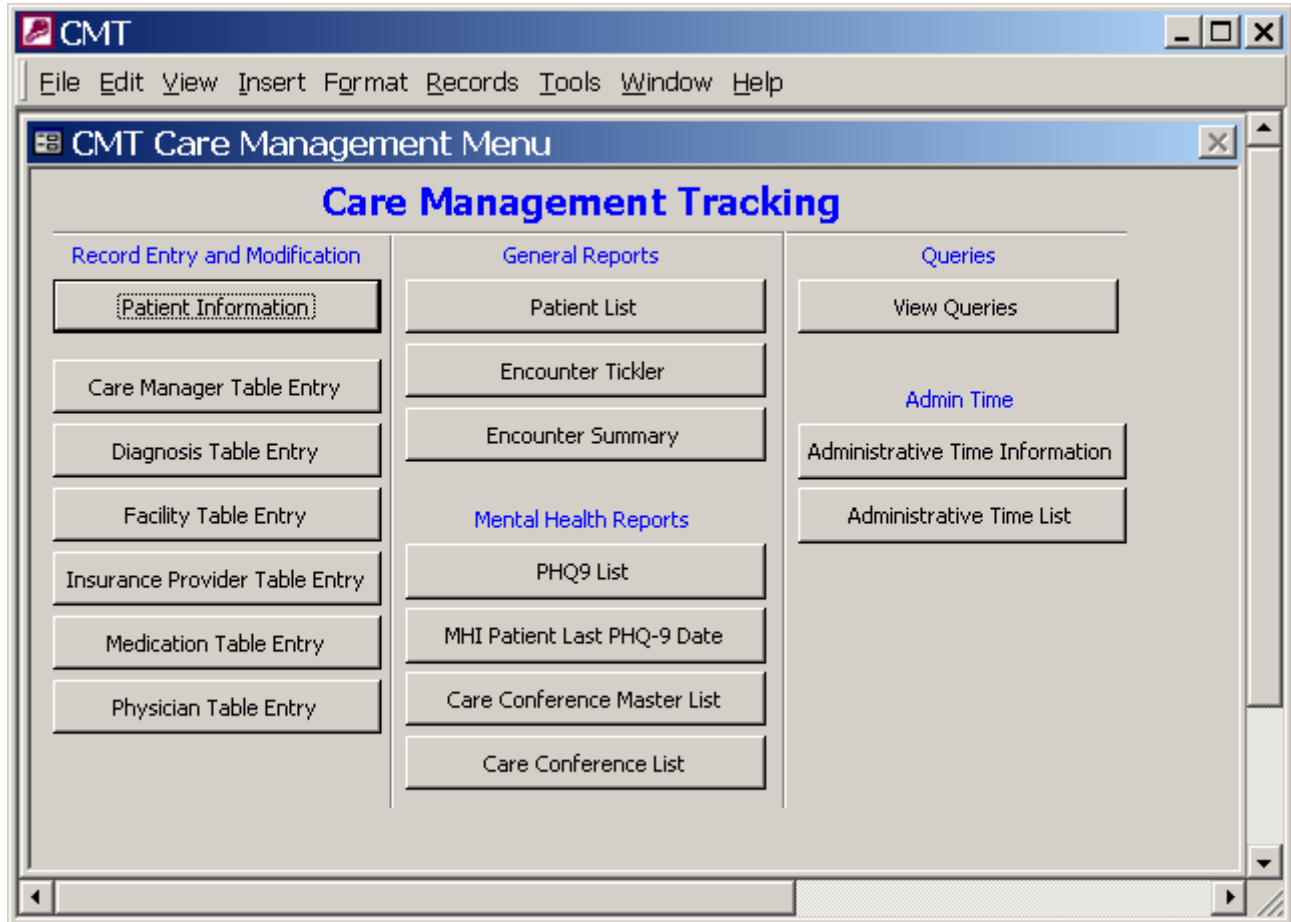 CMT
File Edit View Insert Format Records Tools Window Help
CMT Care Management Menu
Care Management Tracking
Record Entry and Modification
Patient Information
Care Manager Table Entry
Diagnosis Table Entry
Facility Table Entry
Insurance Provider Table Entry
Medication Table Entry
Physician Table Entry
General Reports
Patient List
Encounter Tickler
Encounter Summary
Mental Health Reports
PHQ9 List
MHI Patient Last PHQ-9 Date
Care Conference Master List
Care Conference List
Queries
View Queries
Admin Time
Administrative Time Information
Administrative Time List